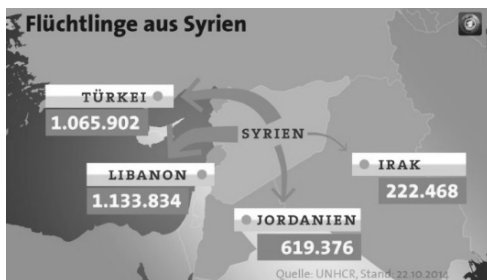 Flüchtlinge aus Syrien
TÜRKEI
1.065.902
SYRIEN
LIBANON
1.133.834
IRAK
222.468
JORDANIEN
619.376
Quelle: UNHCR, Stand: 22.10.2014